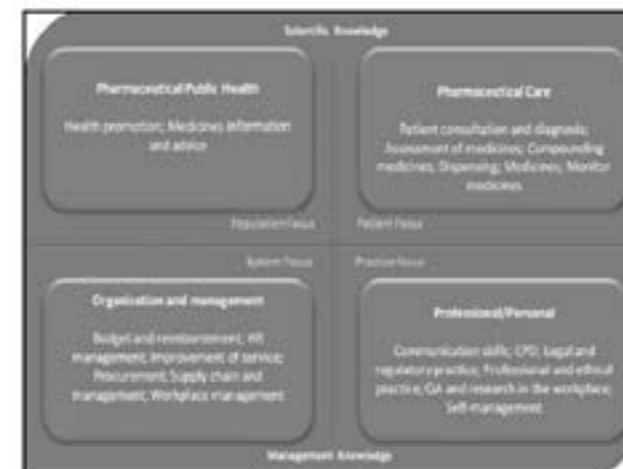 Scientific Knowledge
Pharmaceutical Public Health
Health promotion; Medicines information
and advice
Population Focus
Pharmaceutical Care
Patient consultation and diagnosis;
Assessment of medicines; Compounding
medicines; Dispensing; Medicines; Monitor
medicines
Patient Focus
System Focus
Organisation and management
Budget and reimbursement; HR
management; Improvement of service;
Procurement; Supply chain and
management; Workplace management
Practice Focus
Professional/Personal
Communication skills; CPD; Legal and
regulatory practice; Professional and ethical
practice; QA and research in the workplace;
Self-management
Management Knowledge